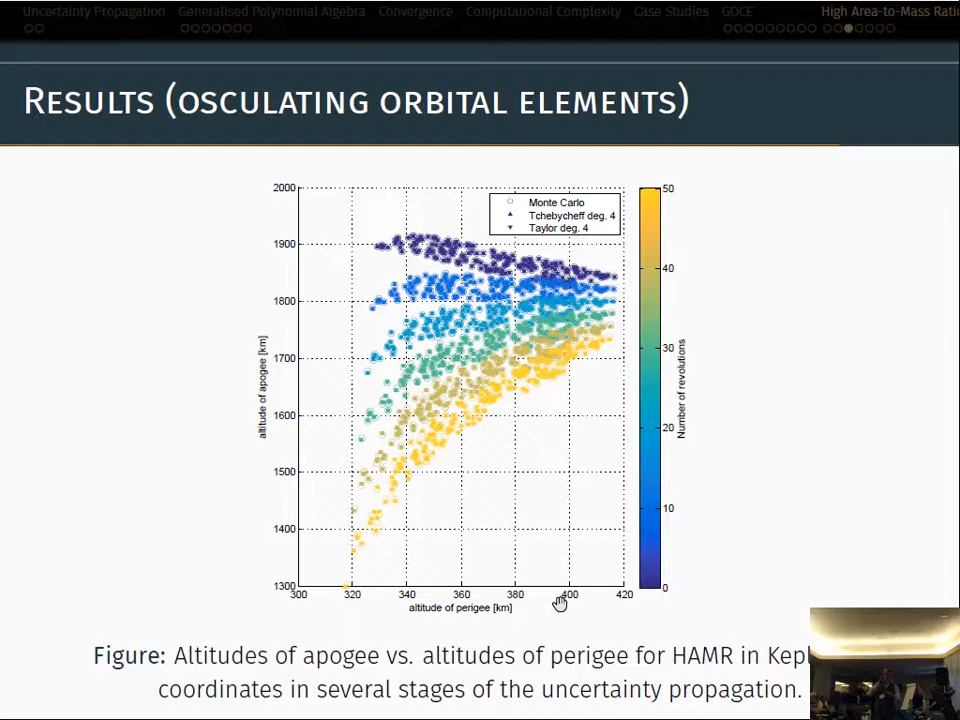 Uncertainty Propagation Generalised Polynomial Algebra Convergence Computational Complexity Case Studies GOCE High Area-to-Mass Rati
RESULTS (OSCULATING ORBITAL ELEMENTS)
2000
1900
1800
1700
1600
1500
1400
1300
altitude of apogee [km]
300 320 340 360 380 400 420
altitude of perigee [km]
Monte Carlo
Tchebycheff deg. 4
Taylor deg. 4
50
40
30
20
10
0
Number of revolutions
Figure: Altitudes of apogee vs. altitudes of perigee for HAMR in Kepl
coordinates in several stages of the uncertainty propagation.